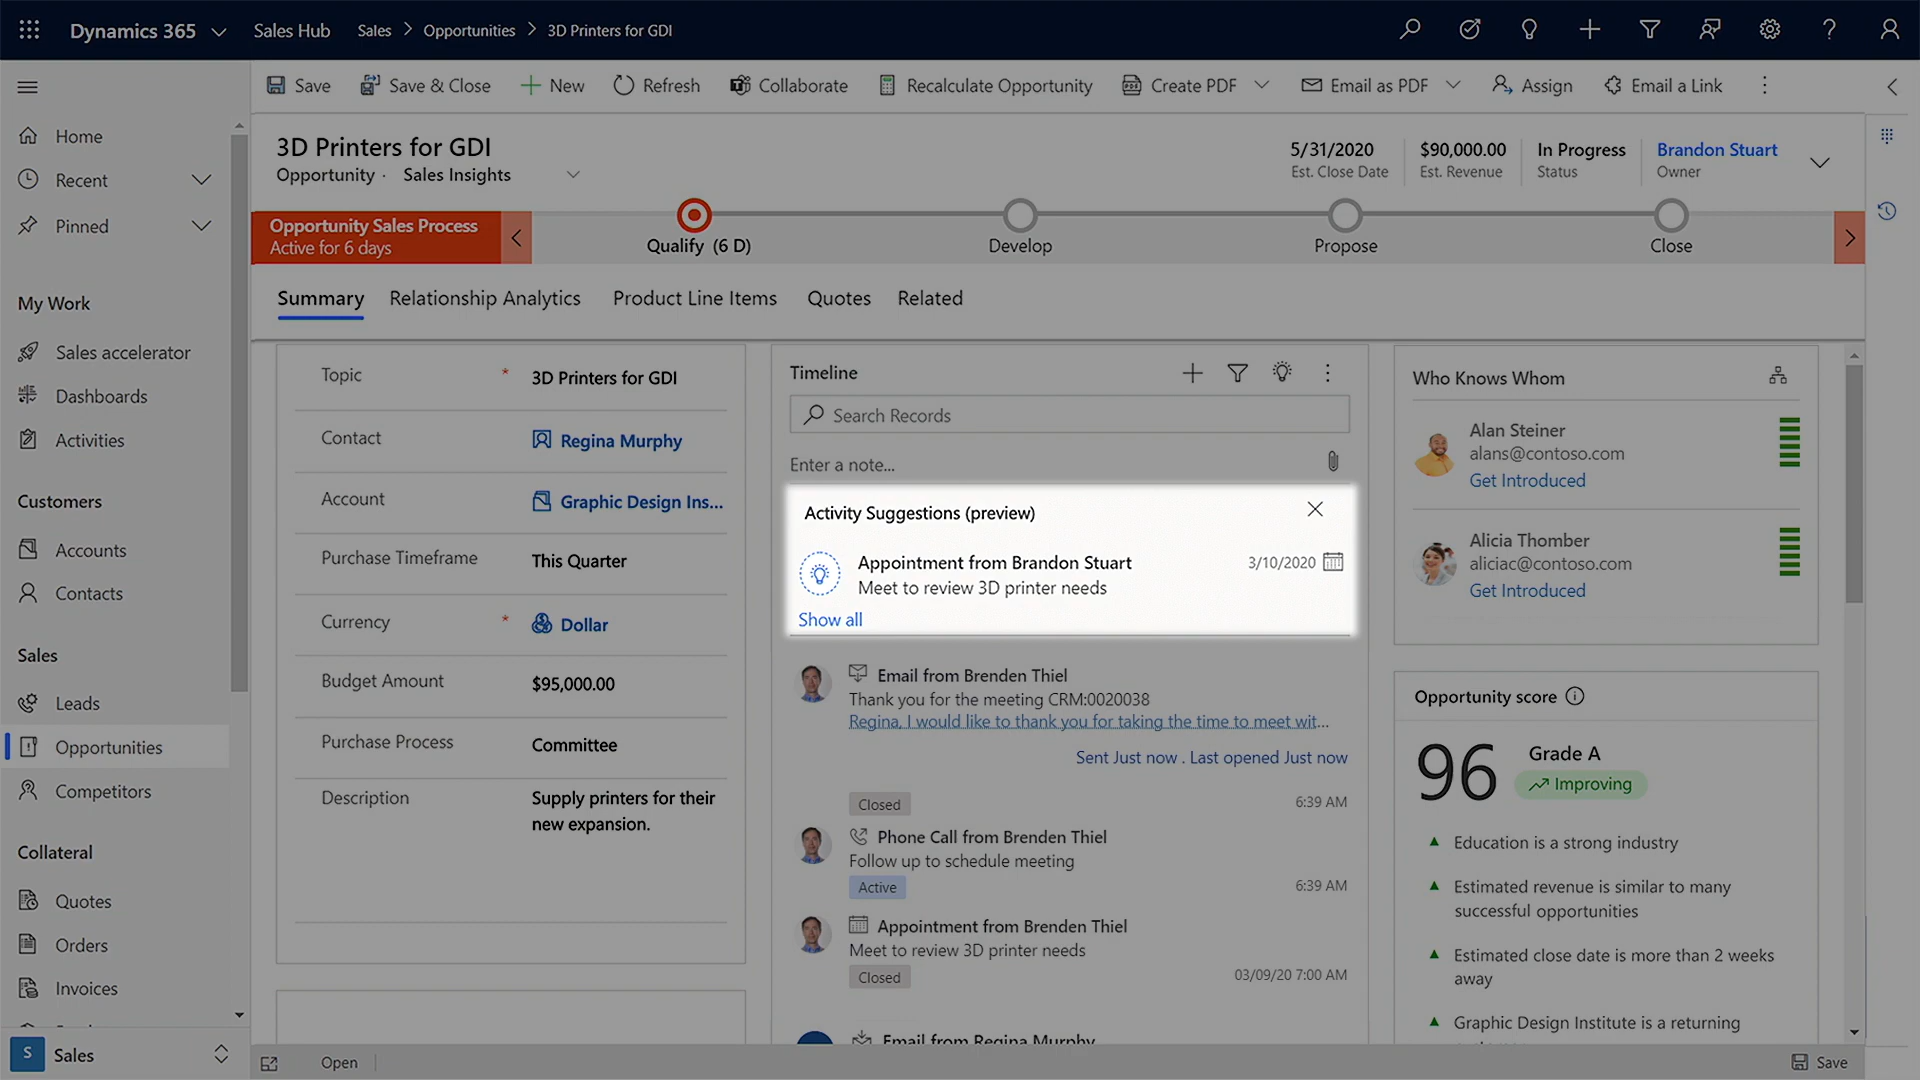 Dynamics 365
Sales Hub
Sales > Opportunities > 3D Printers for GDI
Save
Save & Close
New
Refresh
Collaborate
Recalculate Opportunity
Create PDF
Email as PDF
Assign
Email a Link
Home
Recent
Pinned
My Work
Sales accelerator
Dashboards
Activities
Customers
Accounts
Contacts
Sales
Leads
Opportunities
Competitors
Collateral
Quotes
Orders
Invoices
S Sales
3D Printers for GDI
Opportunity · Sales Insights
5/31/2020
Est. Close Date
$90,000.00
Est. Revenue
In Progress
Status
Brandon Stuart
Owner
Opportunity Sales Process
Active for 6 days
Qualify (6 D)
Develop
Propose
Close
Summary
Relationship Analytics
Product Line Items
Quotes
Related
Topic * 3D Printers for GDI
Contact Regina Murphy
Account Graphic Design Ins...
Purchase Timeframe This Quarter
Currency * Dollar
Budget Amount $95,000.00
Purchase Process Committee
Description Supply printers for their
new expansion.
Timeline
Search Records
Enter a note...
Activity Suggestions (preview)
Appointment from Brandon Stuart 3/10/2020
Meet to review 3D printer needs
Show all
Email from Brenden Thiel
Thank you for the meeting CRM:0020038
Regina, I would like to thank you for taking the time to meet wit...
Sent Just now . Last opened Just now
Closed 6:39 AM
Phone Call from Brenden Thiel
Follow up to schedule meeting
Active 6:39 AM
Appointment from Brenden Thiel
Meet to review 3D printer needs
Closed 03/09/20 7:00 AM
Email from Regina Murphy
Who Knows Whom
Alan Steiner
alans@contoso.com
Get Introduced
Alicia Thomber
aliciac@contoso.com
Get Introduced
Opportunity score
96
Grade A
Improving
Education is a strong industry
Estimated revenue is similar to many
successful opportunities
Estimated close date is more than 2 weeks
away
Graphic Design Institute is a returning
Open
Save